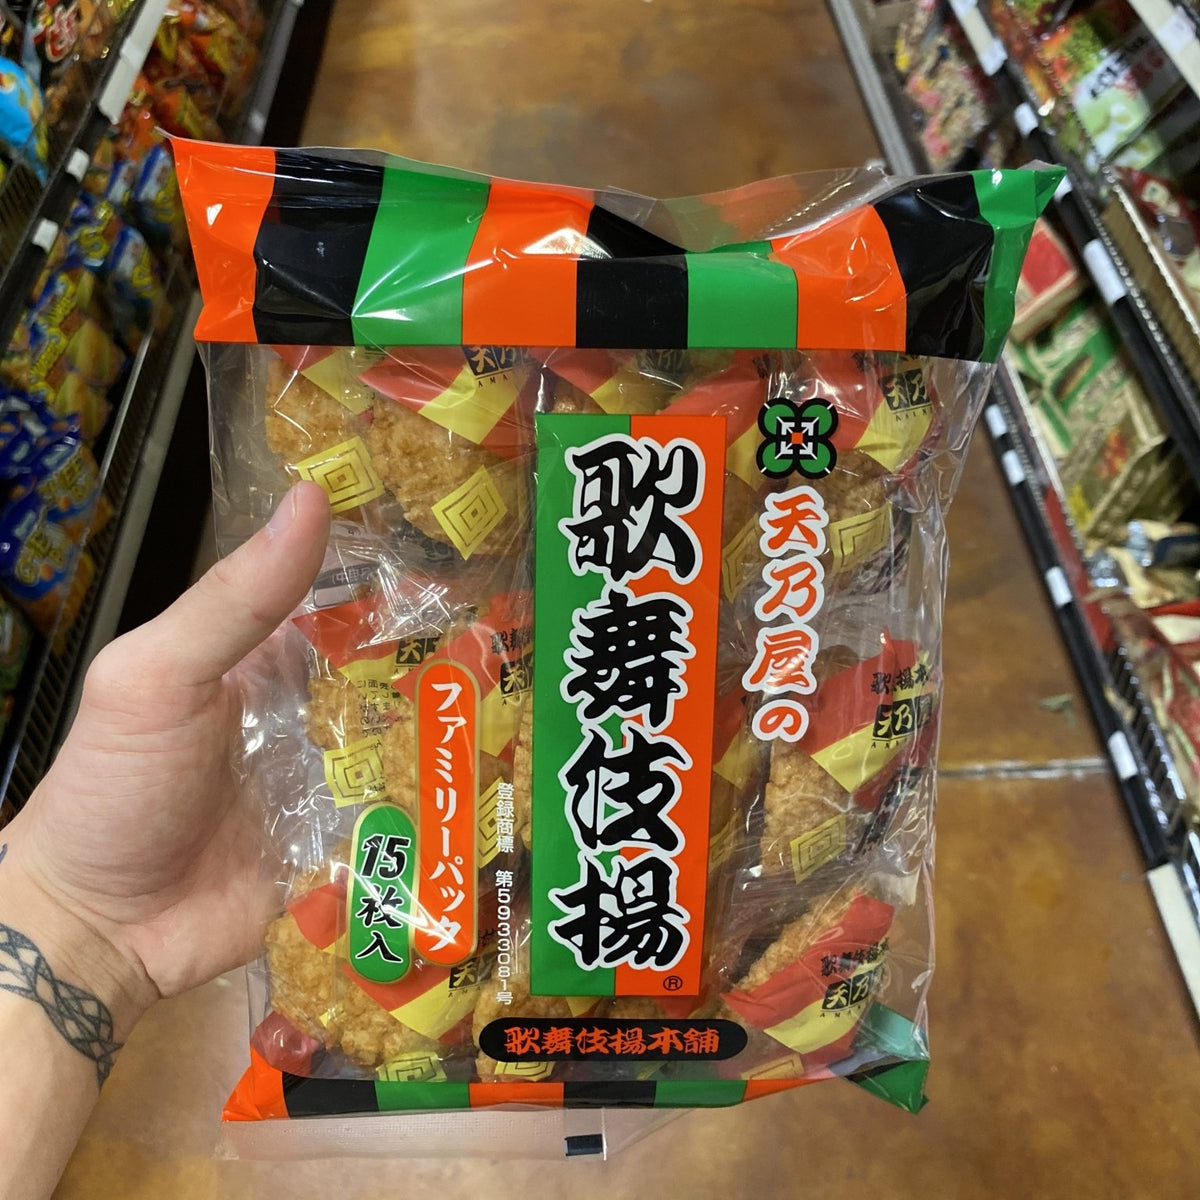 天乃屋の
歌舞伎揚
®
ファミリーパック
15枚入
登録商標 第5933081号
歌舞伎揚本舗